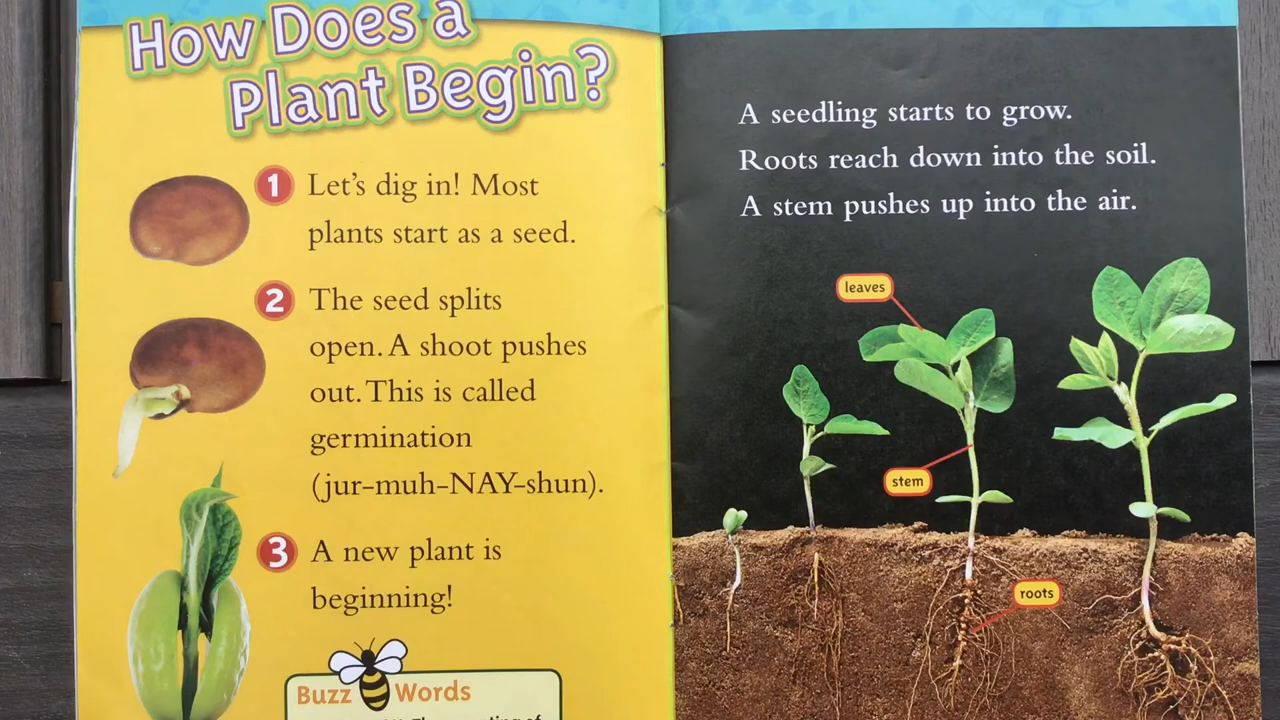 How Does a
Plant Begin?
1 Let's dig in! Most
plants start as a seed.
2 The seed splits
open. A shoot pushes
out. This is called
germination
(jur-muh-NAY-shun).
3 A new plant is
beginning!
Buzz Words
A seedling starts to grow.
Roots reach down into the soil.
A stem pushes up into the air.
leaves
stem
roots